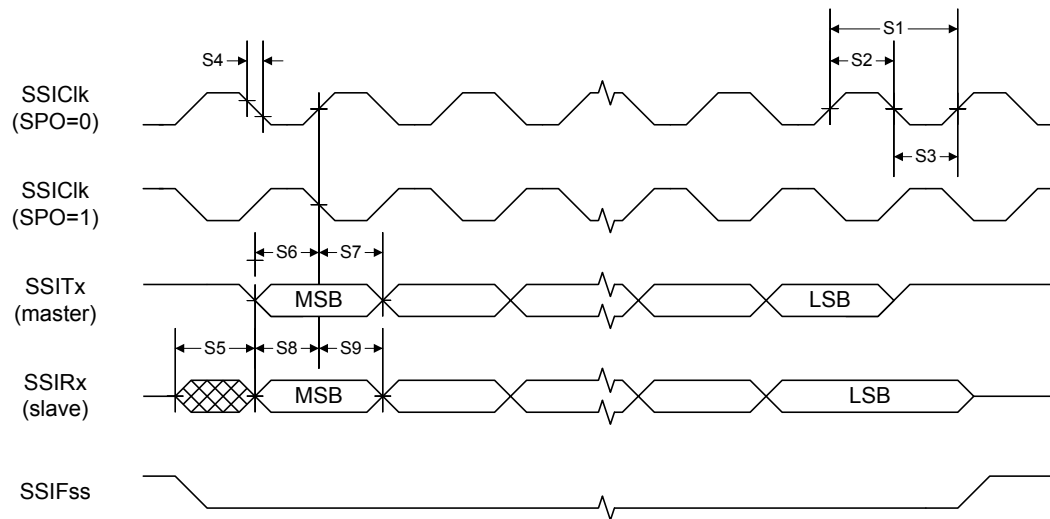 S1
S4
S2
SSIClk
(SPO=0)
S3
SSIClk
(SPO=1)
S6
S7
SSITx
(master)
MSB
LSB
S5
S8
S9
SSIRx
(slave)
MSB
LSB
SSIFss